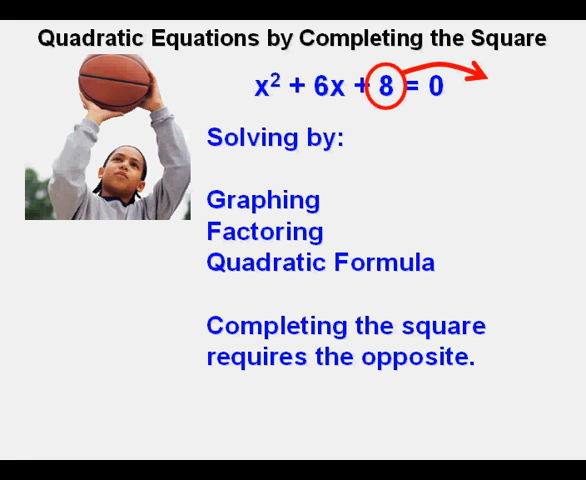 Quadratic Equations by Completing the Square
x² + 6x + 8 = 0
Solving by:
Graphing
Factoring
Quadratic Formula
Completing the square
requires the opposite.